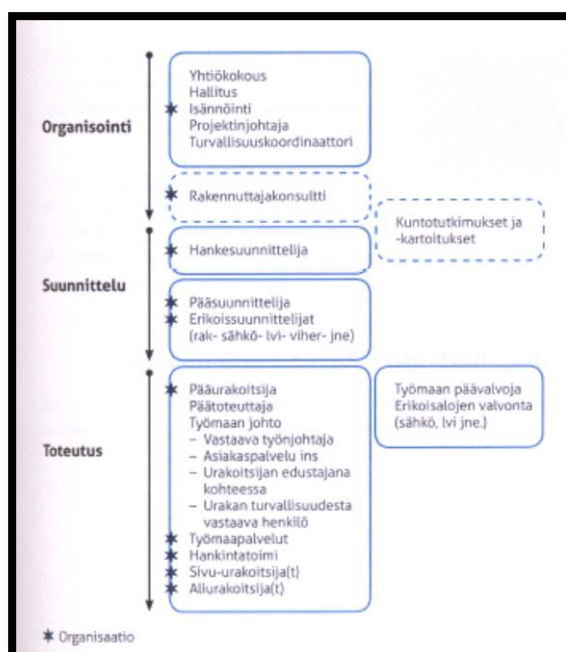 Organisointi
Yhtiökokous
Hallitus
Isännöinti
Projektinjohtaja
Turvallisuuskoordinaattori
Rakennuttajakonsultti
Kuntotutkimukset ja
-kartoitukset
Suunnittelu
Hankesuunnittelija
Pääsuunnittelija
Erikoissuunnittelijat
(rak- sähkö- lvi- viher- jne)
Toteutus
Pääurakoitsija
Päätoteuttaja
Työmaan johto
– Vastaava työnjohtaja
– Asiakaspalvelu ins
– Urakoitsijan edustajana
kohteessa
– Urakan turvallisuudesta
vastaava henkilö
Työmaapalvelut
Hankintatoimi
Sivu-urakoitsija(t)
Aliurakoitsija(t)
Työmaan päävalvoja
Erikoisalojen valvonta
(sähkö, lvi jne.)
Organisaatio